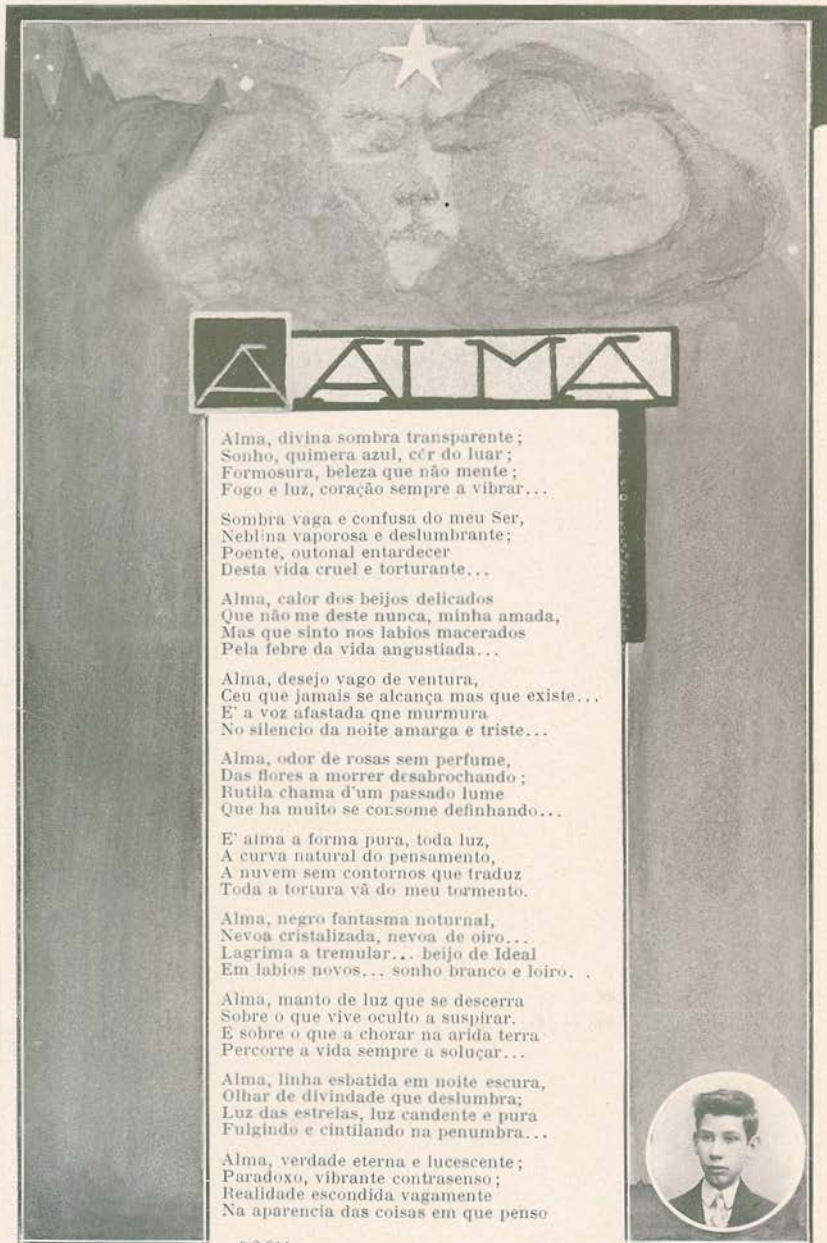 A ALMA
Alma, divina sombra transparente;
Sonho, quimera azul, côr do luar;
Formosura, beleza que não mente;
Fogo e luz, coração sempre a vibrar...
Sombra vaga e confusa do meu Ser,
Neblina vaporosa e deslumbrante;
Poente, outonal entardecer
Desta vida cruel e torturante...
Alma, calor dos beijos delicados
Que não me deste nunca, minha amada,
Mas que sinto nos labios macerados
Pela febre da vida angustiada...
Alma, desejo vago de ventura,
Ceu que jamais se alcança mas que existe...
E' a voz afastada qne murmura
No silencio da noite amarga e triste...
Alma, odor de rosas sem perfume,
Das flores a morrer desabrochando;
Rutila chama d'um passado lume
Que ha muito se consome definhando...
E' alma a forma pura, toda luz,
A curva natural do pensamento,
A nuvem sem contornos que traduz
Toda a tortura vã do meu tormento.
Alma, negro fantasma noturnal,
Nevoa cristalizada, nevoa de oiro...
Lagrima a tremular... beijo de Ideal
Em labios novos... sonho branco e loiro. .
Alma, manto de luz que se descerra
Sobre o que vive oculto a suspirar.
E sobre o que a chorar na arida terra
Percorre a vida sempre a soluçar...
Alma, linha esbatida em noite escura,
Olhar de divindade que deslumbra;
Luz das estrelas, luz candente e pura
Fulgindo e cintilando na penumbra...
Alma, verdade eterna e lucescente;
Paradoxo, vibrante contrasenso;
Realidade escondida vagamente
Na aparencia das coisas em que penso